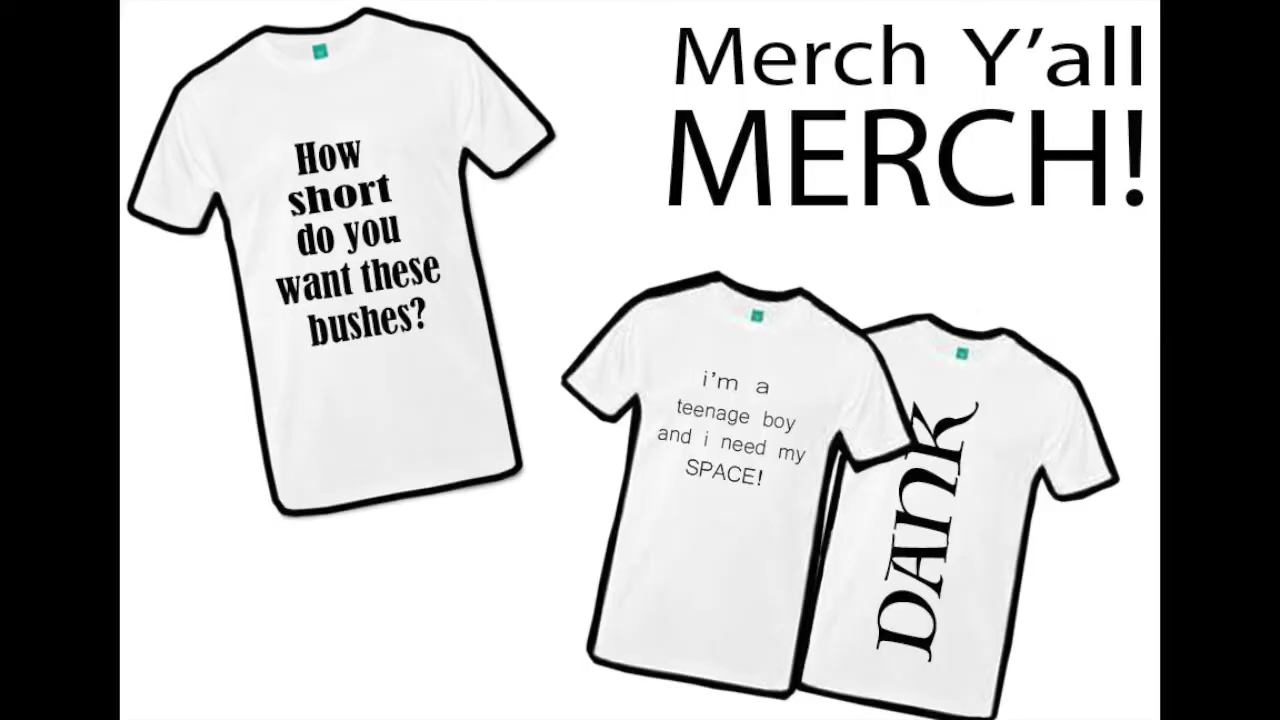 Merch Y'all
MERCH!
How
short
do you
want these
bushes?
i'm a
teenage boy
and i need my
SPACE!
DANK